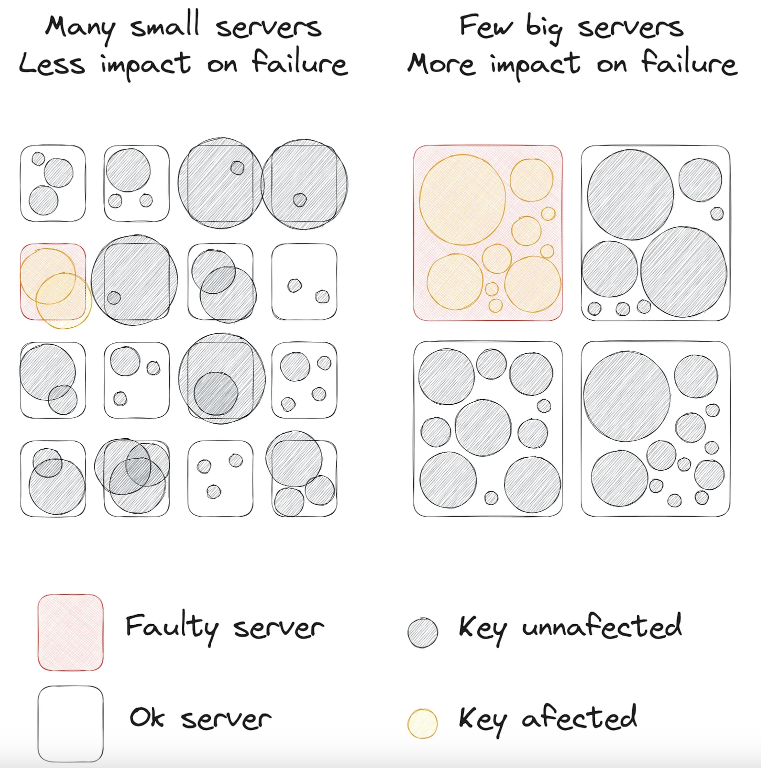 Many small servers
Less impact on failure
Few big servers
More impact on failure
Faulty server
Key unnafected
Ok server
Key afected